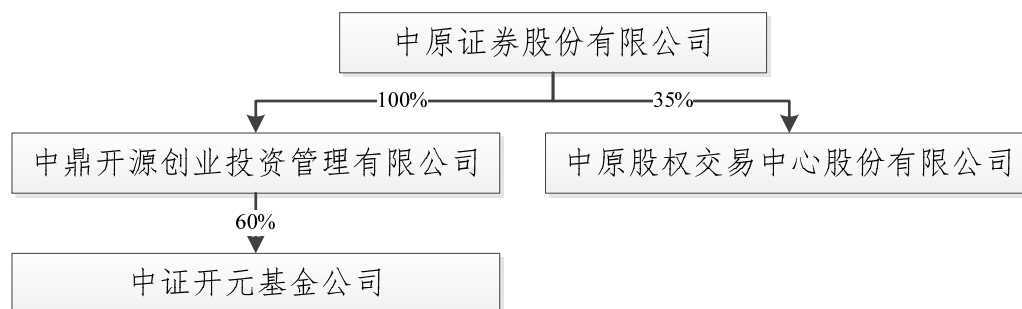 中原证券股份有限公司
100%
35%
中鼎开源创业投资管理有限公司
中原股权交易中心股份有限公司
60%
中证开元基金公司